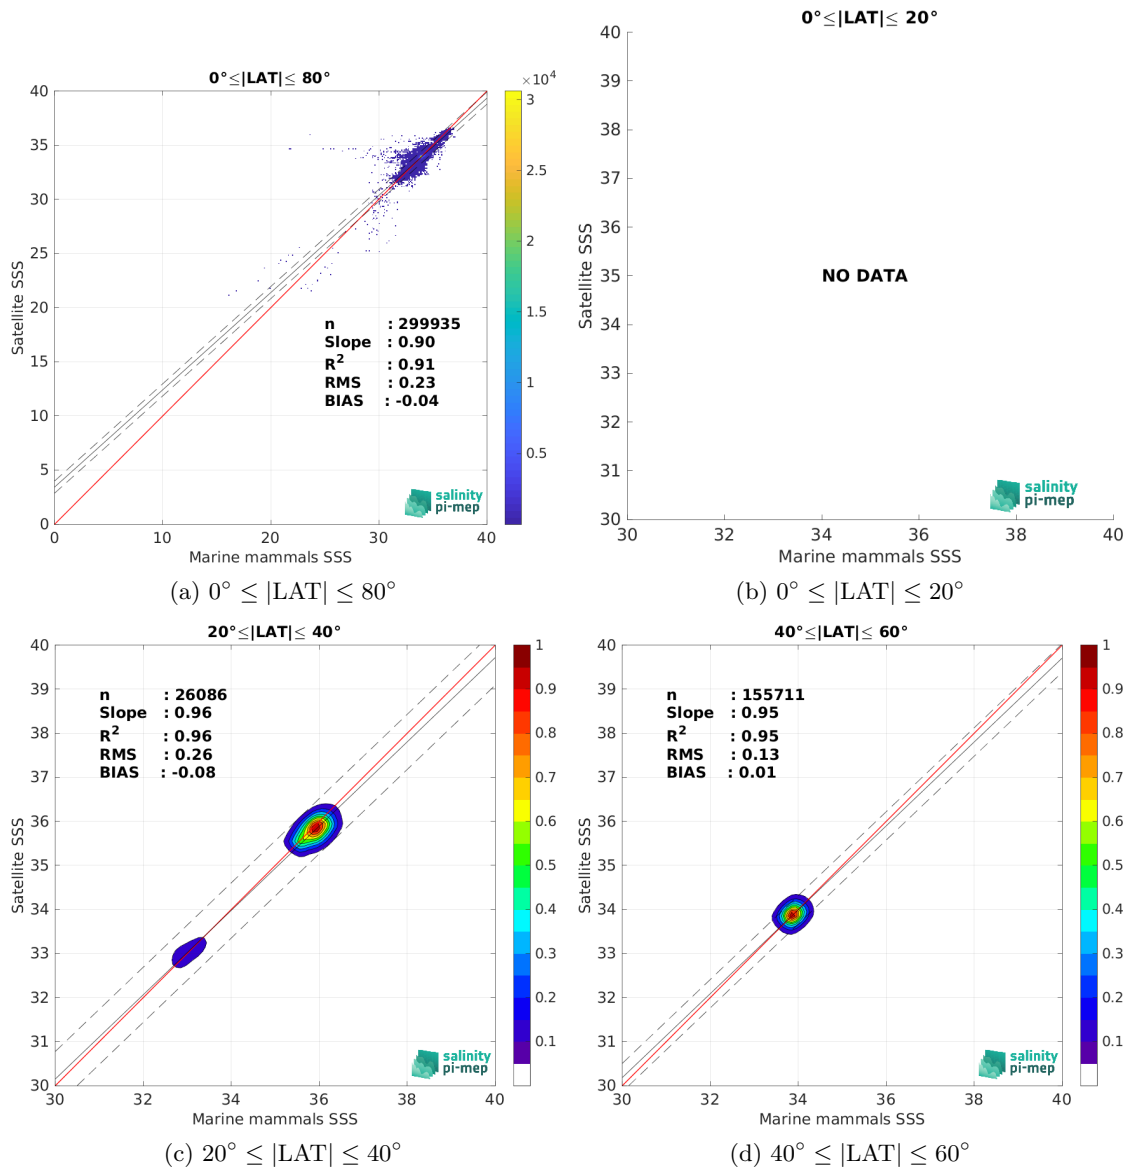 0°≤|LAT|≤ 80°
×10⁴
40
35
30
25
20
15
10
5
0
0
10
20
30
40
3
2.5
2
1.5
1
0.5
Satellite SSS
Marine mammals SSS
n : 299935
Slope : 0.90
R² : 0.91
RMS : 0.23
BIAS : -0.04
salinity
pi-mep
(a) 0° ≤ |LAT| ≤ 80°
0°≤|LAT|≤ 20°
40
39
38
37
36
35
34
33
32
31
30
30
32
34
36
38
40
Satellite SSS
Marine mammals SSS
NO DATA
salinity
pi-mep
(b) 0° ≤ |LAT| ≤ 20°
20°≤|LAT|≤ 40°
40
39
38
37
36
35
34
33
32
31
30
30
32
34
36
38
40
1
0.9
0.8
0.7
0.6
0.5
0.4
0.3
0.2
0.1
Satellite SSS
Marine mammals SSS
n : 26086
Slope : 0.96
R² : 0.96
RMS : 0.26
BIAS : -0.08
salinity
pi-mep
(c) 20° ≤ |LAT| ≤ 40°
40°≤|LAT|≤ 60°
40
39
38
37
36
35
34
33
32
31
30
30
32
34
36
38
40
1
0.9
0.8
0.7
0.6
0.5
0.4
0.3
0.2
0.1
Satellite SSS
Marine mammals SSS
n : 155711
Slope : 0.95
R² : 0.95
RMS : 0.13
BIAS : 0.01
salinity
pi-mep
(d) 40° ≤ |LAT| ≤ 60°